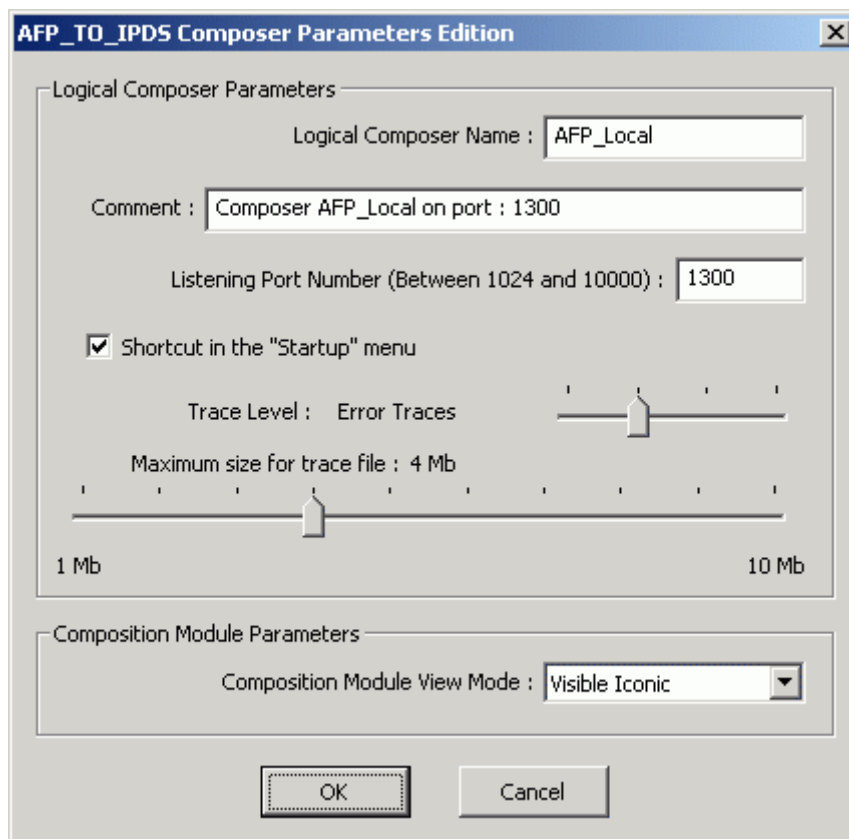 AFP_TO_IPDS Composer Parameters Edition
Logical Composer Parameters
Logical Composer Name : AFP_Local
Comment : Composer AFP_Local on port : 1300
Listening Port Number (Between 1024 and 10000) : 1300
Shortcut in the "Startup" menu
Trace Level : Error Traces
Maximum size for trace file : 4 Mb
1 Mb 10 Mb
Composition Module Parameters
Composition Module View Mode : Visible Iconic
OK Cancel